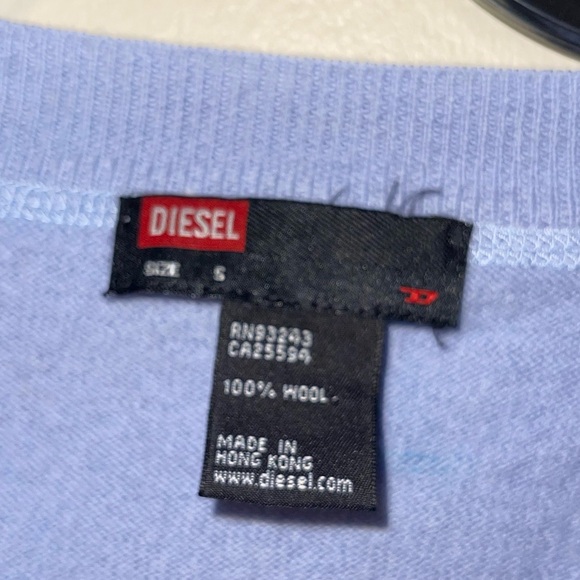 DIESEL
SIZE S
RN93243
CA25594
100% WOOL
MADE IN
HONG KONG
www.diesel.com